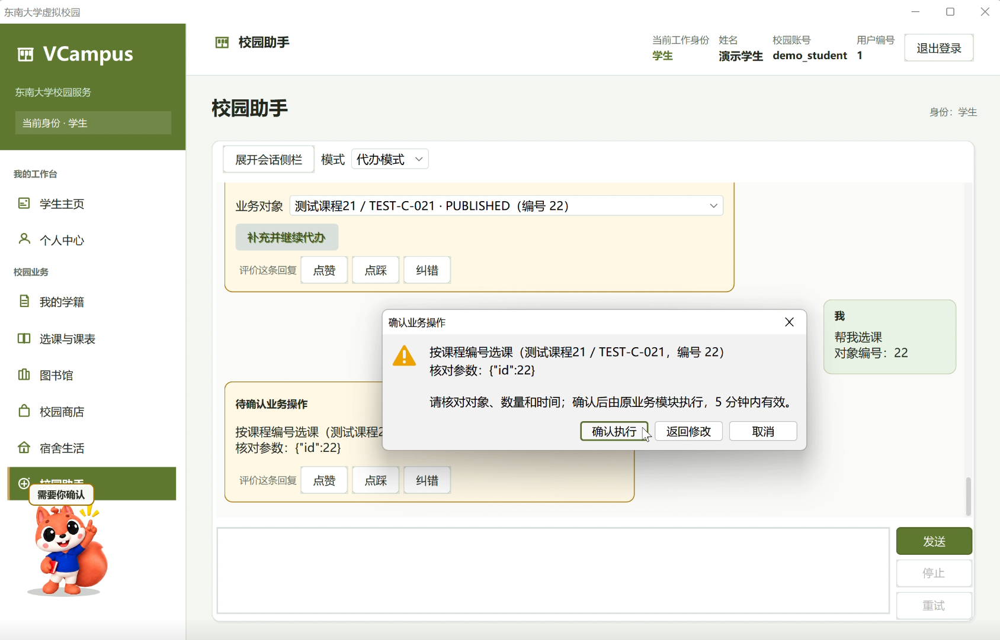 东南大学虚拟校园
VCampus
东南大学校园服务
当前身份 · 学生
我的工作台
学生主页
个人中心
校园业务
我的学籍
选课与课表
图书馆
校园商店
宿舍生活
校园助手
需要你确认
校园助手
当前工作身份
学生
姓名
演示学生
校园账号
demo_student
用户编号
1
退出登录
校园助手
身份：学生
展开会话侧栏
模式
代办模式
业务对象
测试课程21 / TEST-C-021 · PUBLISHED（编号 22）
补充并继续代办
评价这条回复
点赞
点踩
纠错
我
帮我选课
对象编号：22
待确认业务操作
按课程编号选课（测试课程2
核对参数：{"id":22}
评价这条回复
点赞
点踩
纠错
确认业务操作
按课程编号选课（测试课程21 / TEST-C-021，编号 22）
核对参数：{"id":22}
请核对对象、数量和时间；确认后由原业务模块执行，5 分钟内有效。
确认执行
返回修改
取消
发送
停止
重试